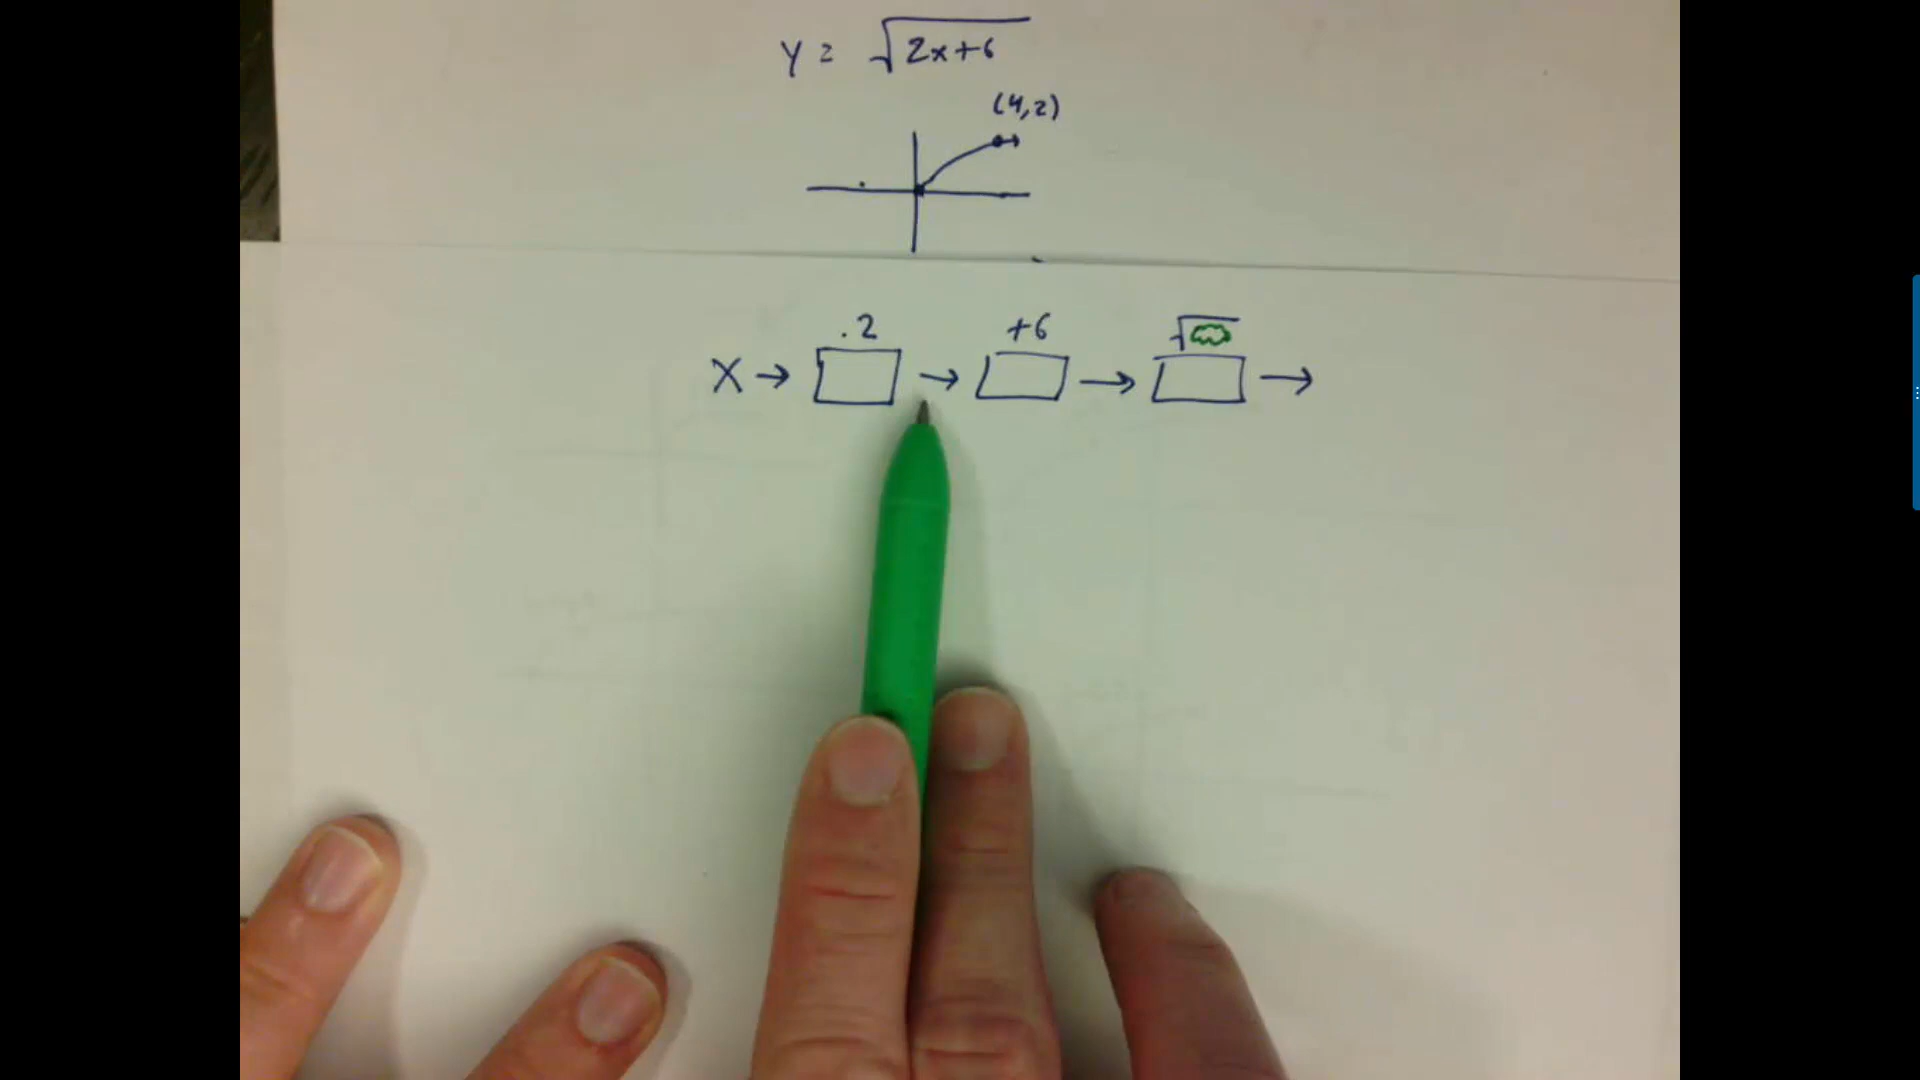 y = √2x+6
(4,2)
.2 +6 √
X → → → →